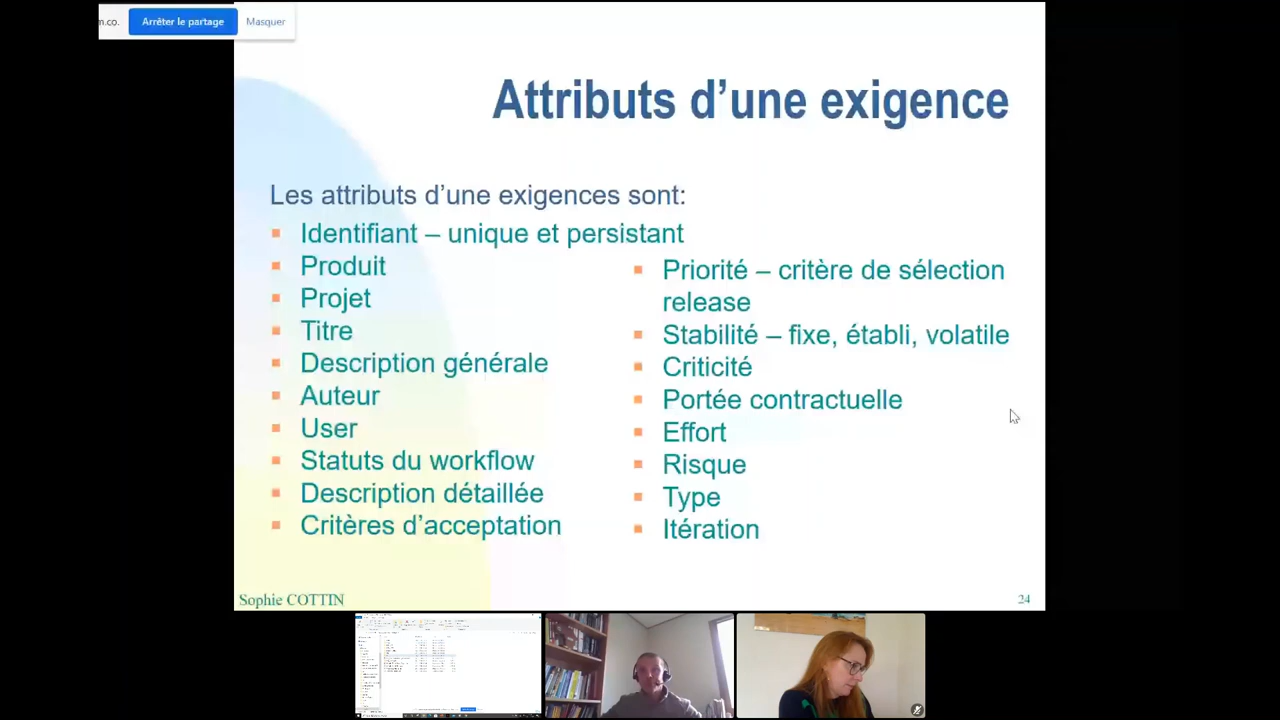 m.co.
Arrêter le partage
Masquer
Attributs d’une exigence
Les attributs d’une exigences sont:
Identifiant – unique et persistant
Produit
Projet
Titre
Description générale
Auteur
User
Statuts du workflow
Description détaillée
Critères d’acceptation
Priorité – critère de sélection
release
Stabilité – fixe, établi, volatile
Criticité
Portée contractuelle
Effort
Risque
Type
Itération
Sophie COTTIN
24